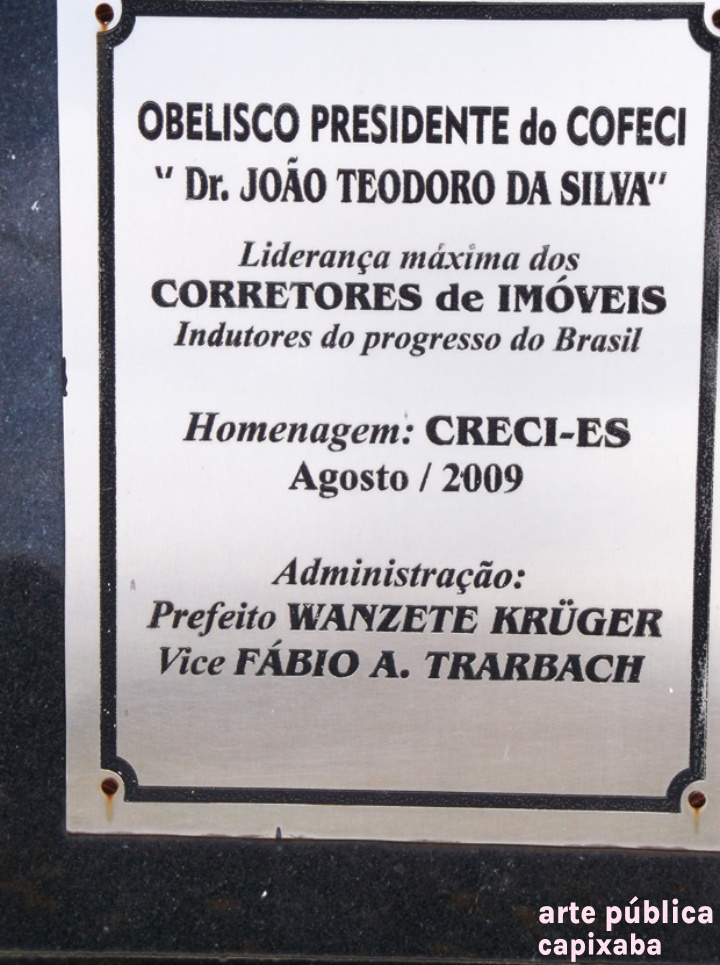 OBELISCO PRESIDENTE do COFECI
" Dr. JOÃO TEODORO DA SILVA"
Liderança máxima dos
CORRETORES de IMÓVEIS
Indutores do progresso do Brasil
Homenagem: CRECI-ES
Agosto / 2009
Administração:
Prefeito WANZETE KRÜGER
Vice FÁBIO A. TRARBACH
arte pública
capixaba